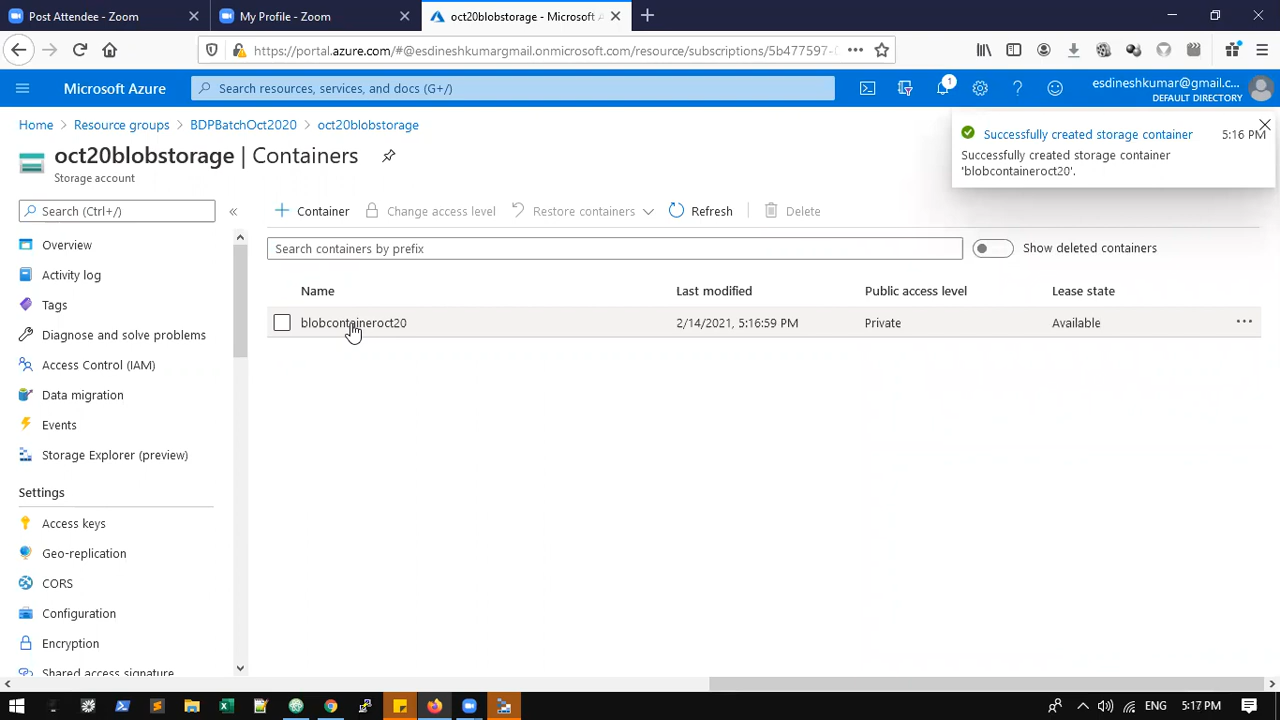 Post Attendee - Zoom
My Profile - Zoom
oct20blobstorage - Microsoft A
https://portal.azure.com/#@esdineshkumargmail.onmicrosoft.com/resource/subscriptions/5b477597-
Microsoft Azure
Search resources, services, and docs (G+/)
1
esdineshkumar@gmail.c...
DEFAULT DIRECTORY
Home
Resource groups
BDPBatchOct2020
oct20blobstorage
Successfully created storage container
5:16 PM
Successfully created storage container
'blobcontaineroct20'.
oct20blobstorage | Containers
Storage account
Search (Ctrl+/)
«
Container
Change access level
Restore containers
Refresh
Delete
Search containers by prefix
Show deleted containers
Name
Last modified
Public access level
Lease state
blobcontaineroct20
2/14/2021, 5:16:59 PM
Private
Available
Overview
Activity log
Tags
Diagnose and solve problems
Access Control (IAM)
Data migration
Events
Storage Explorer (preview)
Settings
Access keys
Geo-replication
CORS
Configuration
Encryption
Shared access signature
ENG
5:17 PM